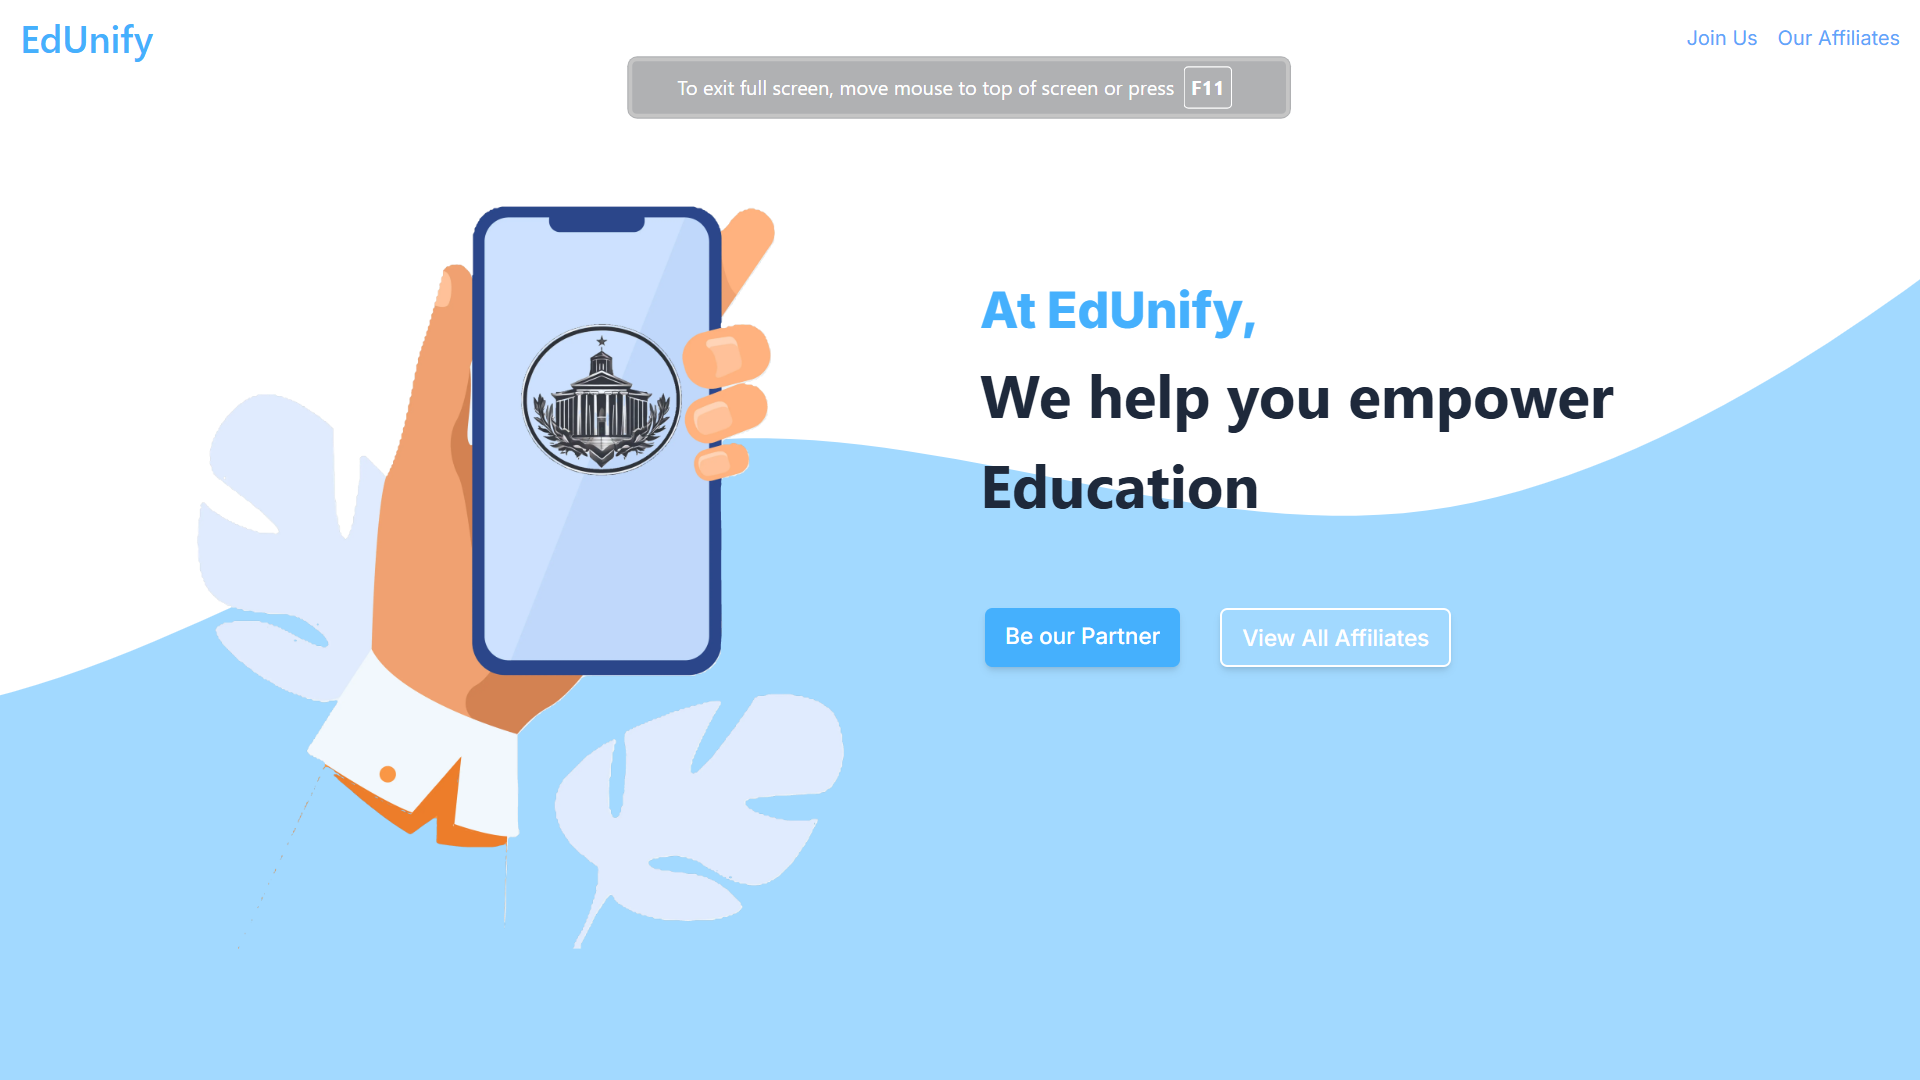 EdUnify
Join Us
Our Affiliates
To exit full screen, move mouse to top of screen or press F11
At EdUnify,
We help you empower
Education
Be our Partner
View All Affiliates